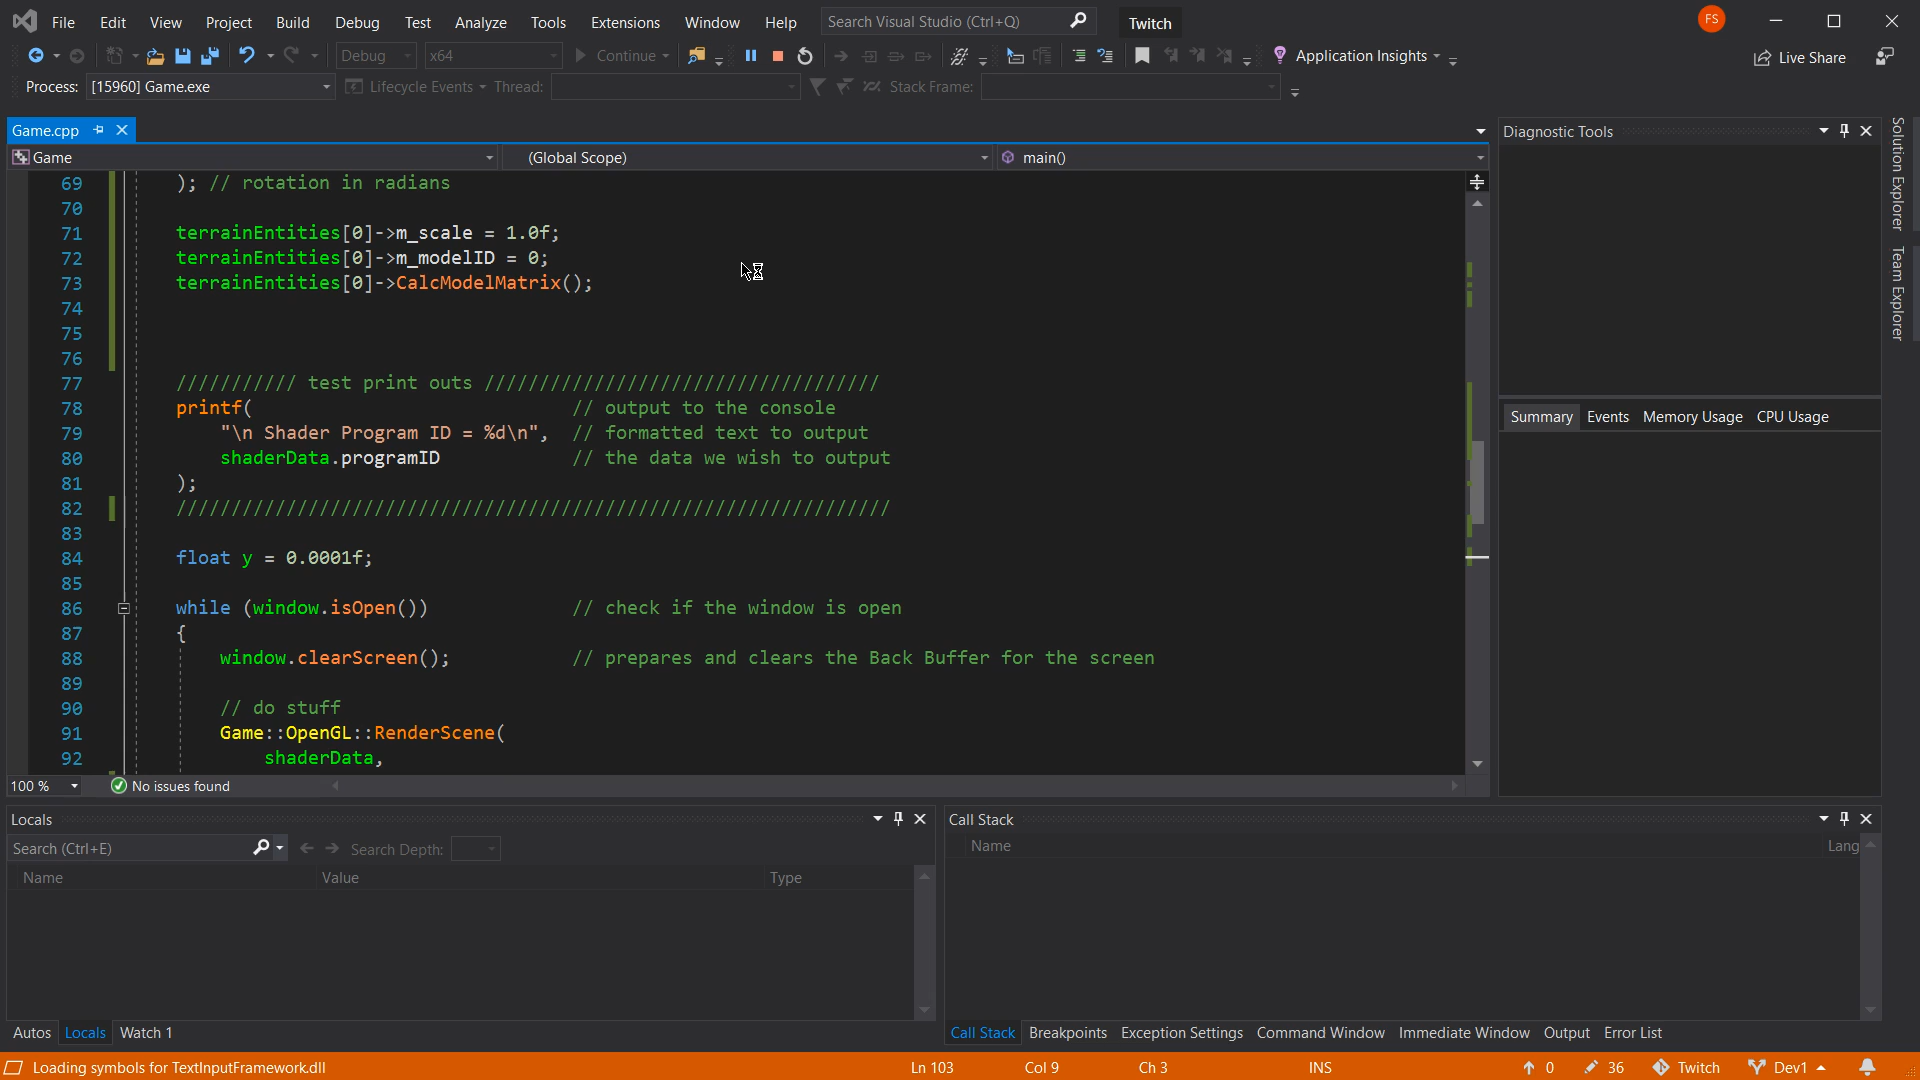 File Edit View Project Build Debug Test Analyze Tools Extensions Window Help Search Visual Studio (Ctrl+Q) Twitch FS
Debug x64 Continue Application Insights Live Share
Process: [15960] Game.exe Lifecycle Events Thread: Stack Frame:
Game.cpp
Game (Global Scope) main()
69 ); // rotation in radians
70
71 terrainEntities[0]->m_scale = 1.0f;
72 terrainEntities[0]->m_modelID = 0;
73 terrainEntities[0]->CalcModelMatrix();
74
75
76
77 /////////// test print outs ////////////////////////////////////
78 printf( // output to the console
79 "\n Shader Program ID = %d\n", // formatted text to output
80 shaderData.programID // the data we wish to output
81 );
82 /////////////////////////////////////////////////////////////////
83
84 float y = 0.0001f;
85
86 while (window.isOpen()) // check if the window is open
87 {
88 window.clearScreen(); // prepares and clears the Back Buffer for the screen
89
90 // do stuff
91 Game::OpenGL::RenderScene(
92 shaderData,
100 % No issues found
Diagnostic Tools
Summary Events Memory Usage CPU Usage
Solution Explorer
Team Explorer
Locals
Search (Ctrl+E) Search Depth:
Name Value Type
Autos Locals Watch 1
Call Stack
Name Lang
Call Stack Breakpoints Exception Settings Command Window Immediate Window Output Error List
Loading symbols for TextInputFramework.dll Ln 103 Col 9 Ch 3 INS 0 36 Twitch Dev1